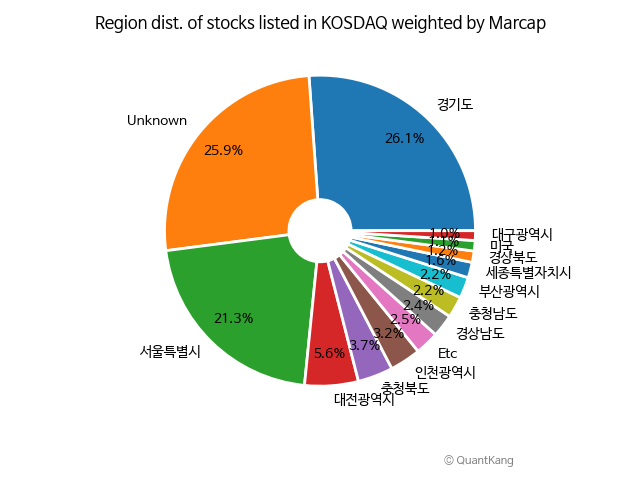 Region dist. of stocks listed in KOSDAQ weighted by Marcap
경기도
26.1%
Unknown
25.9%
서울특별시
21.3%
대전광역시
5.6%
충청북도
3.7%
인천광역시
3.2%
Etc
2.5%
경상남도
2.4%
충청남도
2.2%
부산광역시
2.2%
세종특별자치시
1.6%
경상북도
1.2%
미국
1.1%
대구광역시
1.0%
© QuantKang